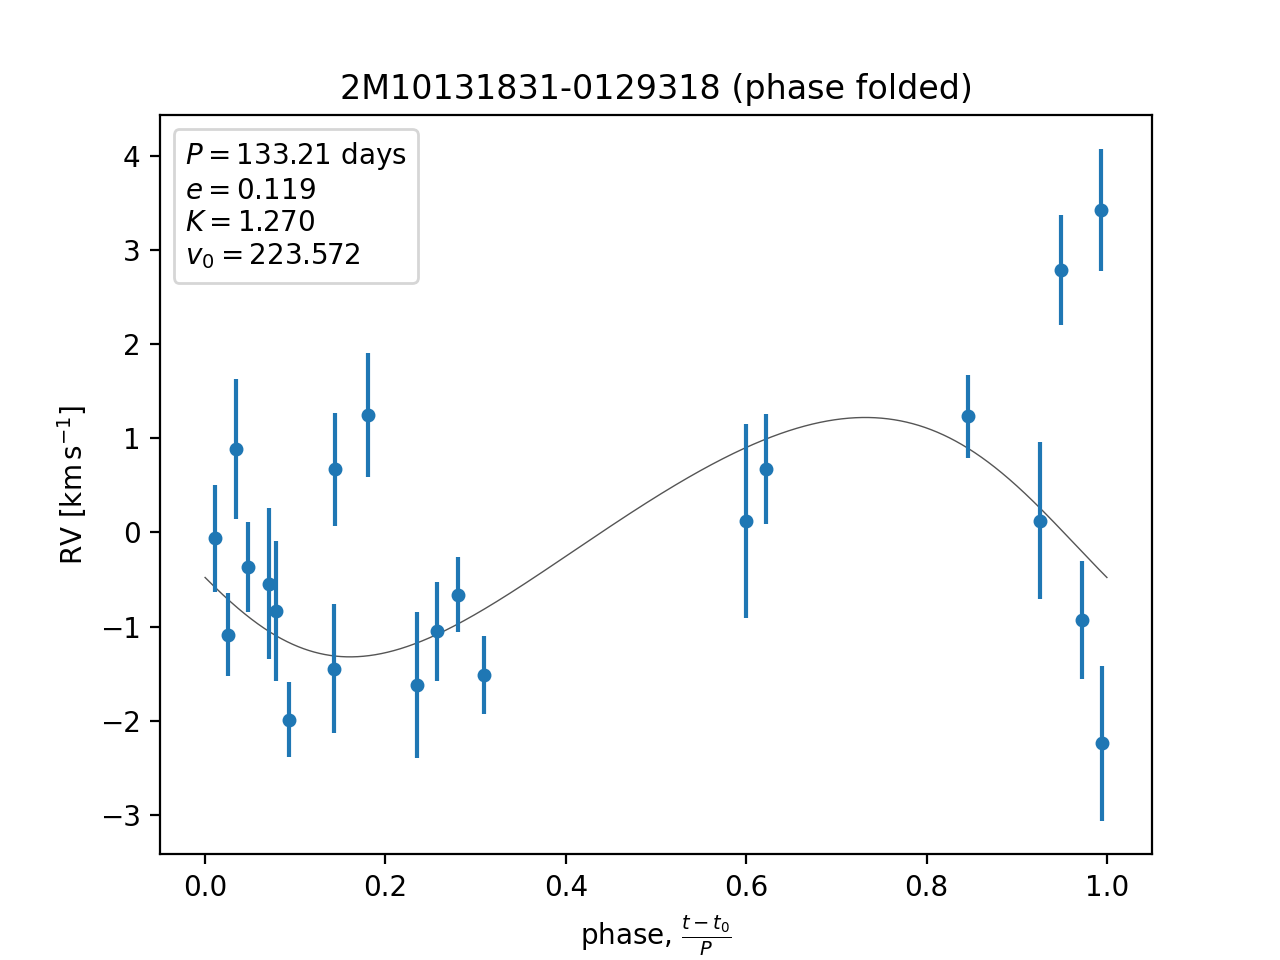 2M10131831-0129318 (phase folded)
P = 133.21 days
e = 0.119
K = 1.270
v₀ = 223.572
4
3
2
1
0
−1
−2
−3
RV [km s⁻¹]
0.0 0.2 0.4 0.6 0.8 1.0
phase, (t − t₀)/P